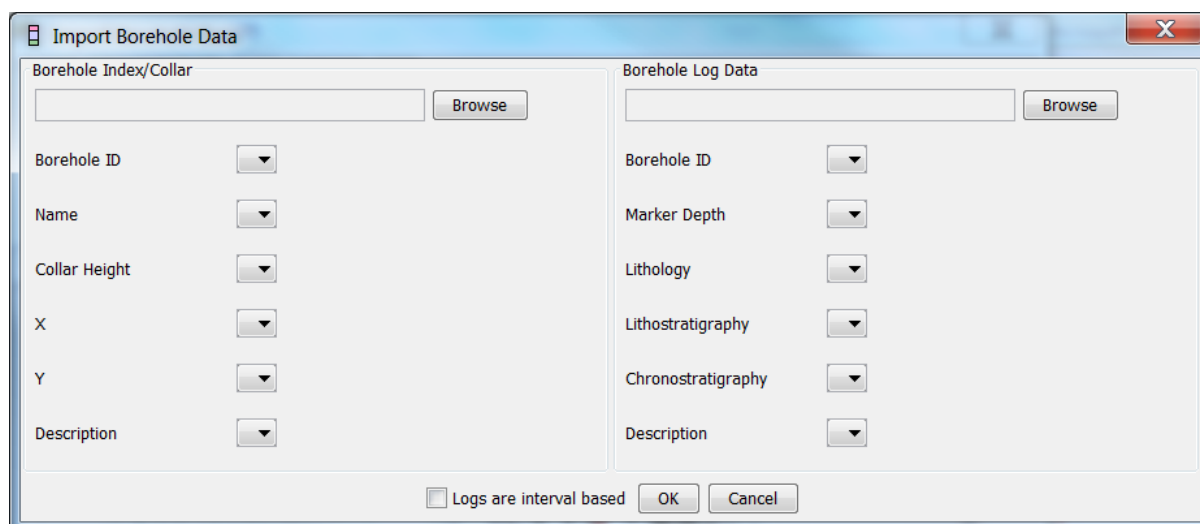 Import Borehole Data
Borehole Index/Collar
Browse
Borehole ID
Name
Collar Height
X
Y
Description
Borehole Log Data
Browse
Borehole ID
Marker Depth
Lithology
Lithostratigraphy
Chronostratigraphy
Description
Logs are interval based
OK
Cancel